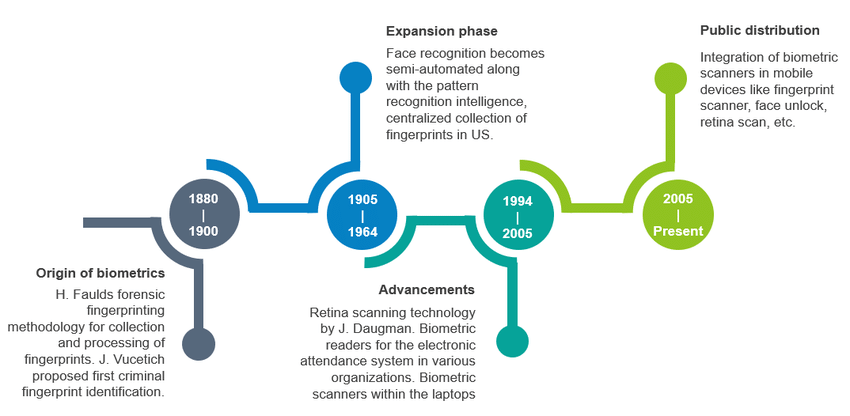 Origin of biometrics
H. Faulds forensic
fingerprinting
methodology for collection
and processing of
fingerprints. J. Vucetich
proposed first criminal
fingerprint identification.
1880
|
1900
Expansion phase
Face recognition becomes
semi-automated along
with the pattern
recognition intelligence,
centralized collection of
fingerprints in US.
1905
|
1964
Advancements
Retina scanning technology
by J. Daugman. Biometric
readers for the electronic
attendance system in various
organizations. Biometric
scanners within the laptops
1994
|
2005
Public distribution
Integration of biometric
scanners in mobile
devices like fingerprint
scanner, face unlock,
retina scan, etc.
2005
|
Present